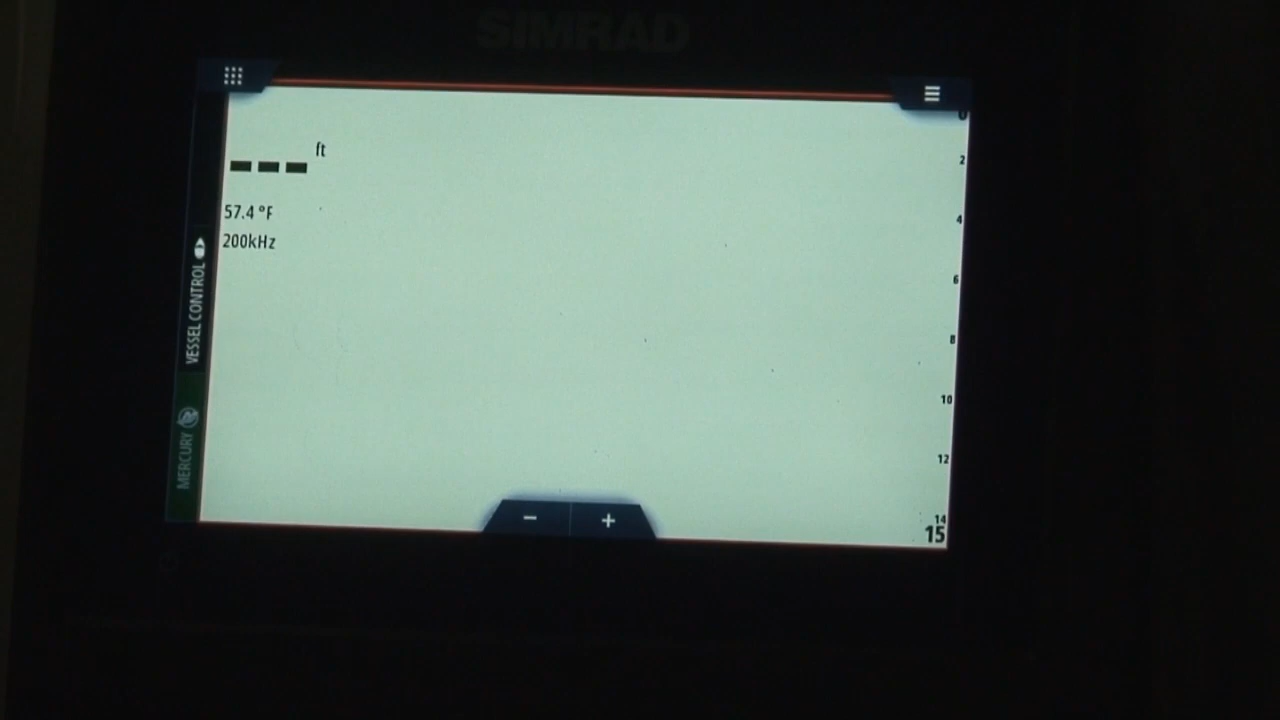 SIMRAD
--- ft
57.4 °F
200kHz
VESSEL CONTROL
MERCURY
0
2
4
6
8
10
12
14
15
- +